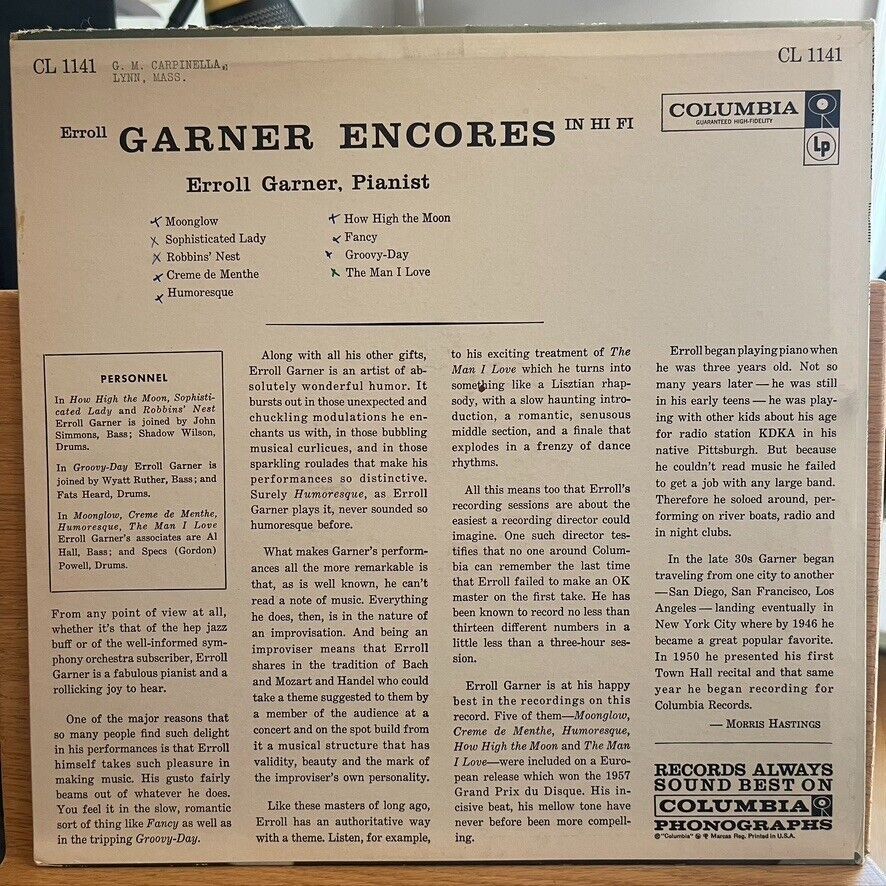 CL 1141
G. M. CARPINELLA,
LYNN, MASS.
CL 1141
Erroll GARNER ENCORES IN HI FI
COLUMBIA
GUARANTEED HIGH-FIDELITY
Lp
Erroll Garner, Pianist
Moonglow
Sophisticated Lady
Robbins' Nest
Creme de Menthe
Humoresque
How High the Moon
Fancy
Groovy-Day
The Man I Love
PERSONNEL
In How High the Moon, Sophisti-
cated Lady and Robbins' Nest
Erroll Garner is joined by John
Simmons, Bass; Shadow Wilson,
Drums.
In Groovy-Day Erroll Garner is
joined by Wyatt Ruther, Bass; and
Fats Heard, Drums.
In Moonglow, Creme de Menthe,
Humoresque, The Man I Love
Erroll Garner's associates are Al
Hall, Bass; and Specs (Gordon)
Powell, Drums.
From any point of view at all,
whether it's that of the hep jazz
buff or of the well-informed sym-
phony orchestra subscriber, Erroll
Garner is a fabulous pianist and a
rollicking joy to hear.
One of the major reasons that
so many people find such delight
in his performances is that Erroll
himself takes such pleasure in
making music. His gusto fairly
beams out of whatever he does.
You feel it in the slow, romantic
sort of thing like Fancy as well as
in the tripping Groovy-Day.
Along with all his other gifts,
Erroll Garner is an artist of ab-
solutely wonderful humor. It
bursts out in those unexpected and
chuckling modulations he en-
chants us with, in those bubbling
musical curlicues, and in those
sparkling roulades that make his
performances so distinctive.
Surely Humoresque, as Erroll
Garner plays it, never sounded so
humoresque before.
What makes Garner's perform-
ances all the more remarkable is
that, as is well known, he can't
read a note of music. Everything
he does, then, is in the nature of
an improvisation. And being an
improviser means that Erroll
shares in the tradition of Bach
and Mozart and Handel who could
take a theme suggested to them by
a member of the audience at a
concert and on the spot build from
it a musical structure that has
validity, beauty and the mark of
the improviser's own personality.
Like these masters of long ago,
Erroll has an authoritative way
with a theme. Listen, for example,
to his exciting treatment of The
Man I Love which he turns into
something like a Lisztian rhap-
sody, with a slow haunting intro-
duction, a romantic, senusous
middle section, and a finale that
explodes in a frenzy of dance
rhythms.
All this means too that Erroll's
recording sessions are about the
easiest a recording director could
imagine. One such director tes-
tifies that no one around Colum-
bia can remember the last time
that Erroll failed to make an OK
master on the first take. He has
been known to record no less than
thirteen different numbers in a
little less than a three-hour ses-
sion.
Erroll Garner is at his happy
best in the recordings on this
record. Five of them—Moonglow,
Creme de Menthe, Humoresque,
How High the Moon and The Man
I Love—were included on a Euro-
pean release which won the 1957
Grand Prix du Disque. His in-
cisive beat, his mellow tone have
never before been more compell-
ing.
Erroll began playing piano when
he was three years old. Not so
many years later — he was still
in his early teens — he was play-
ing with other kids about his age
for radio station KDKA in his
native Pittsburgh. But because
he couldn't read music he failed
to get a job with any large band.
Therefore he soloed around, per-
forming on river boats, radio and
in night clubs.
In the late 30s Garner began
traveling from one city to another
—San Diego, San Francisco, Los
Angeles — landing eventually in
New York City where by 1946 he
became a great popular favorite.
In 1950 he presented his first
Town Hall recital and that same
year he began recording for
Columbia Records.
— MORRIS HASTINGS
RECORDS ALWAYS
SOUND BEST ON
COLUMBIA
PHONOGRAPHS
® "Columbia" ® Marcas Reg. Printed in U.S.A.